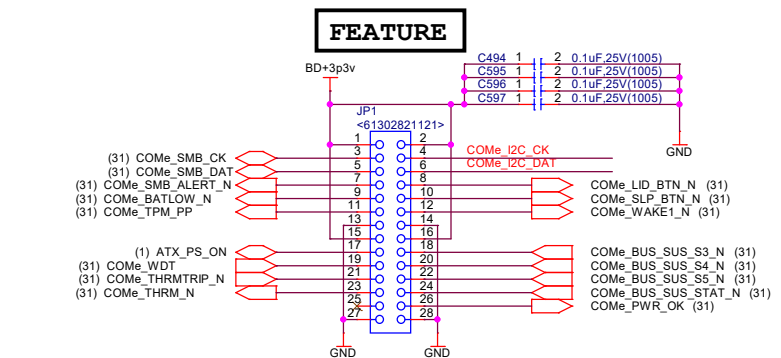 FEATURE
C494 1 2 0.1uF,25V(1005)
C595 1 2 0.1uF,25V(1005)
C596 1 2 0.1uF,25V(1005)
C597 1 2 0.1uF,25V(1005)
BD+3p3v
GND
JP1
<61302821121>
1 2
(31) COMe_SMB_CK 3 4 COMe_I2C_CK
(31) COMe_SMB_DAT 5 6 COMe_I2C_DAT
(31) COMe_SMB_ALERT_N 7 8 COMe_LID_BTN_N (31)
(31) COMe_BATLOW_N 9 10 COMe_SLP_BTN_N (31)
(31) COMe_TPM_PP 11 12 COMe_WAKE1_N (31)
13 14
15 16
(1) ATX_PS_ON 17 18 COMe_BUS_SUS_S3_N (31)
(31) COMe_WDT 19 20 COMe_BUS_SUS_S4_N (31)
(31) COMe_THRMTRIP_N 21 22 COMe_BUS_SUS_S5_N (31)
(31) COMe_THRM_N 23 24 COMe_BUS_SUS_STAT_N (31)
25 26 COMe_PWR_OK (31)
27 28
GND GND